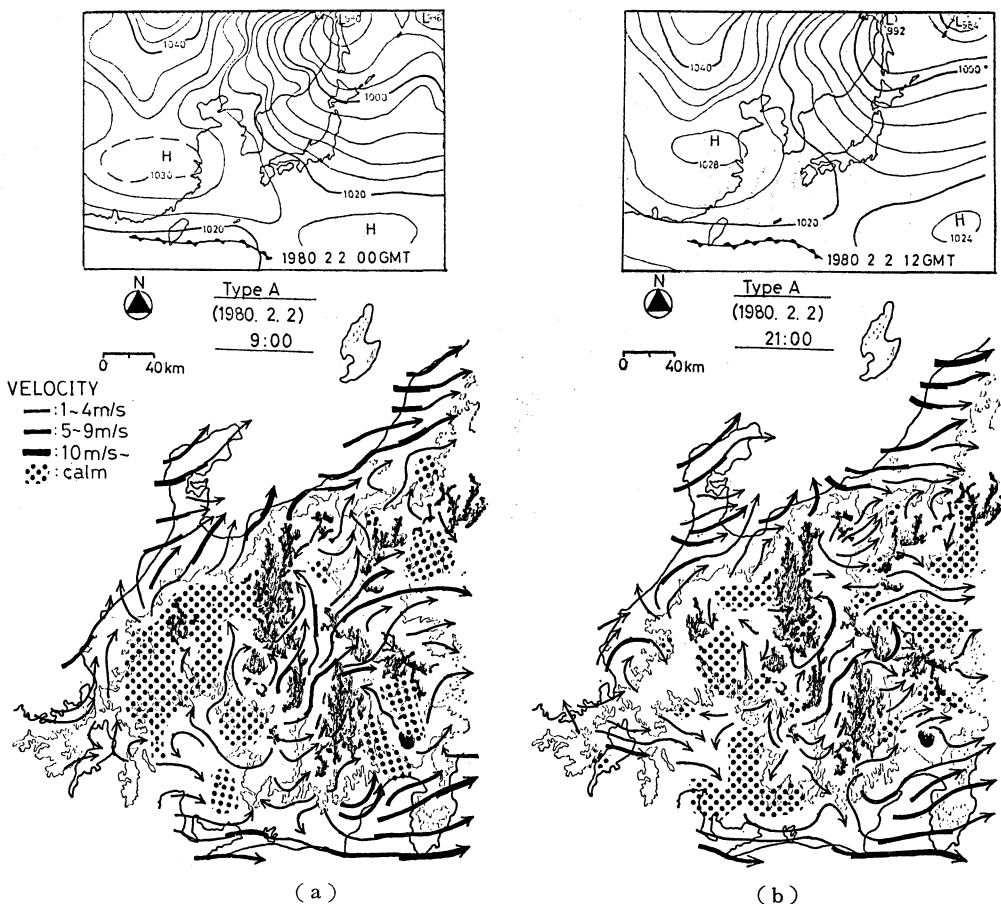 1040
L
H
1030
1000
1020
1020
H
1980 2 2 00GMT
1040
L
992
L
984
1000
H
1028
1020
H
1024
1980 2 2 12GMT
N
Type A
(1980. 2. 2)
9:00
0 40km
VELOCITY
:1~4m/s
:5~9m/s
:10m/s~
:calm
N
Type A
(1980. 2. 2)
21:00
0 40km
(a)
(b)